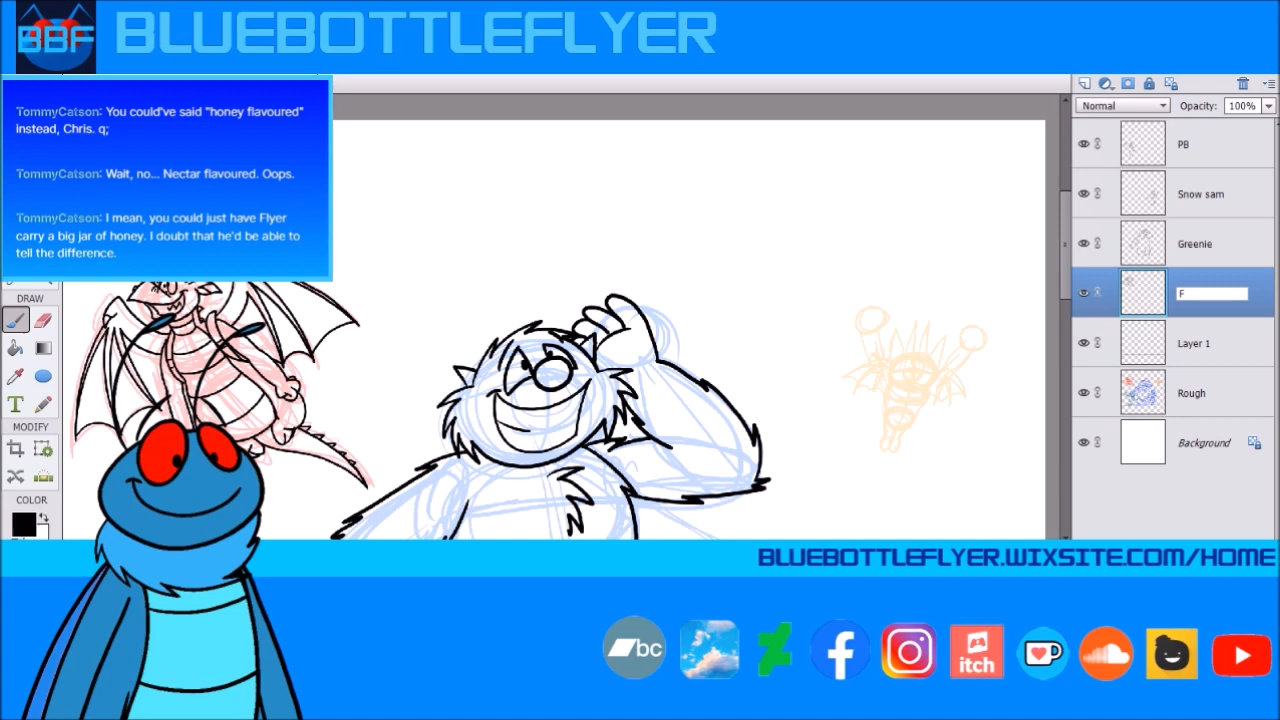 BBF
BLUEBOTTLEFLYER
TommyCatson: You could've said "honey flavoured"
instead, Chris. q;
TommyCatson: Wait, no... Nectar flavoured. Oops.
TommyCatson: I mean, you could just have Flyer
carry a big jar of honey. I doubt that he'd be able to
tell the difference.
Normal
Opacity: 100%
PB
Snow sam
Greenie
F
Layer 1
Rough
Background
DRAW
T
MODIFY
COLOR
BLUEBOTTLEFLYER.WIXSITE.COM/HOME
bc
itch